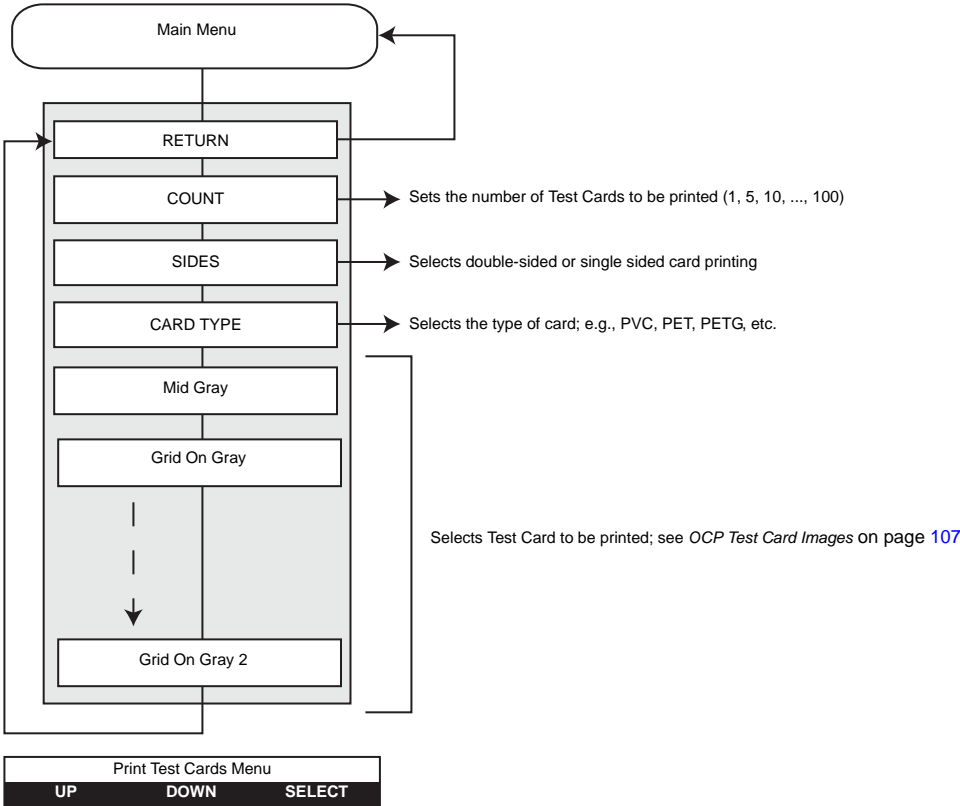 Main Menu
RETURN
COUNT
Sets the number of Test Cards to be printed (1, 5, 10, ..., 100)
SIDES
Selects double-sided or single sided card printing
CARD TYPE
Selects the type of card; e.g., PVC, PET, PETG, etc.
Mid Gray
Grid On Gray
Selects Test Card to be printed; see OCP Test Card Images on page 107
Grid On Gray 2
Print Test Cards Menu
UP DOWN SELECT